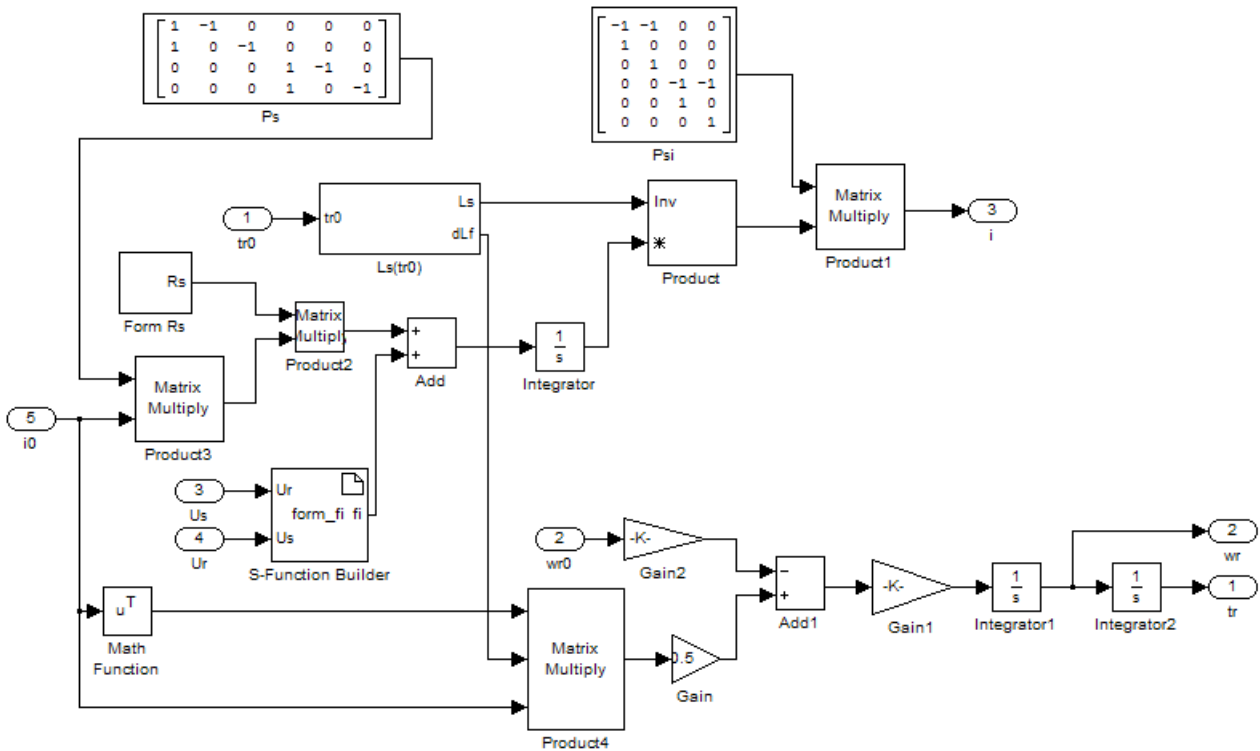 1 −1 0 0 0 0
1 0 −1 0 0 0
0 0 0 1 −1 0
0 0 0 1 0 −1
Ps
−1 −1 0 0
1 0 0 0
0 1 0 0
0 0 −1 −1
0 0 1 0
0 0 0 1
Psi
1
tr0
tr0
Ls
dLf
Ls(tr0)
Inv
*
Product
Matrix
Multiply
Product1
3
i
Rs
Form Rs
Matrix
Multiply
Product2
+
+
Add
1
s
Integrator
Matrix
Multiply
Product3
5
i0
3
Us
4
Ur
Ur
form_fi fi
Us
S-Function Builder
2
wr0
-K-
Gain2
−
+
Add1
-K-
Gain1
1
s
Integrator1
1
s
Integrator2
2
wr
1
tr
u T
Math
Function
Matrix
Multiply
Product4
0.5
Gain